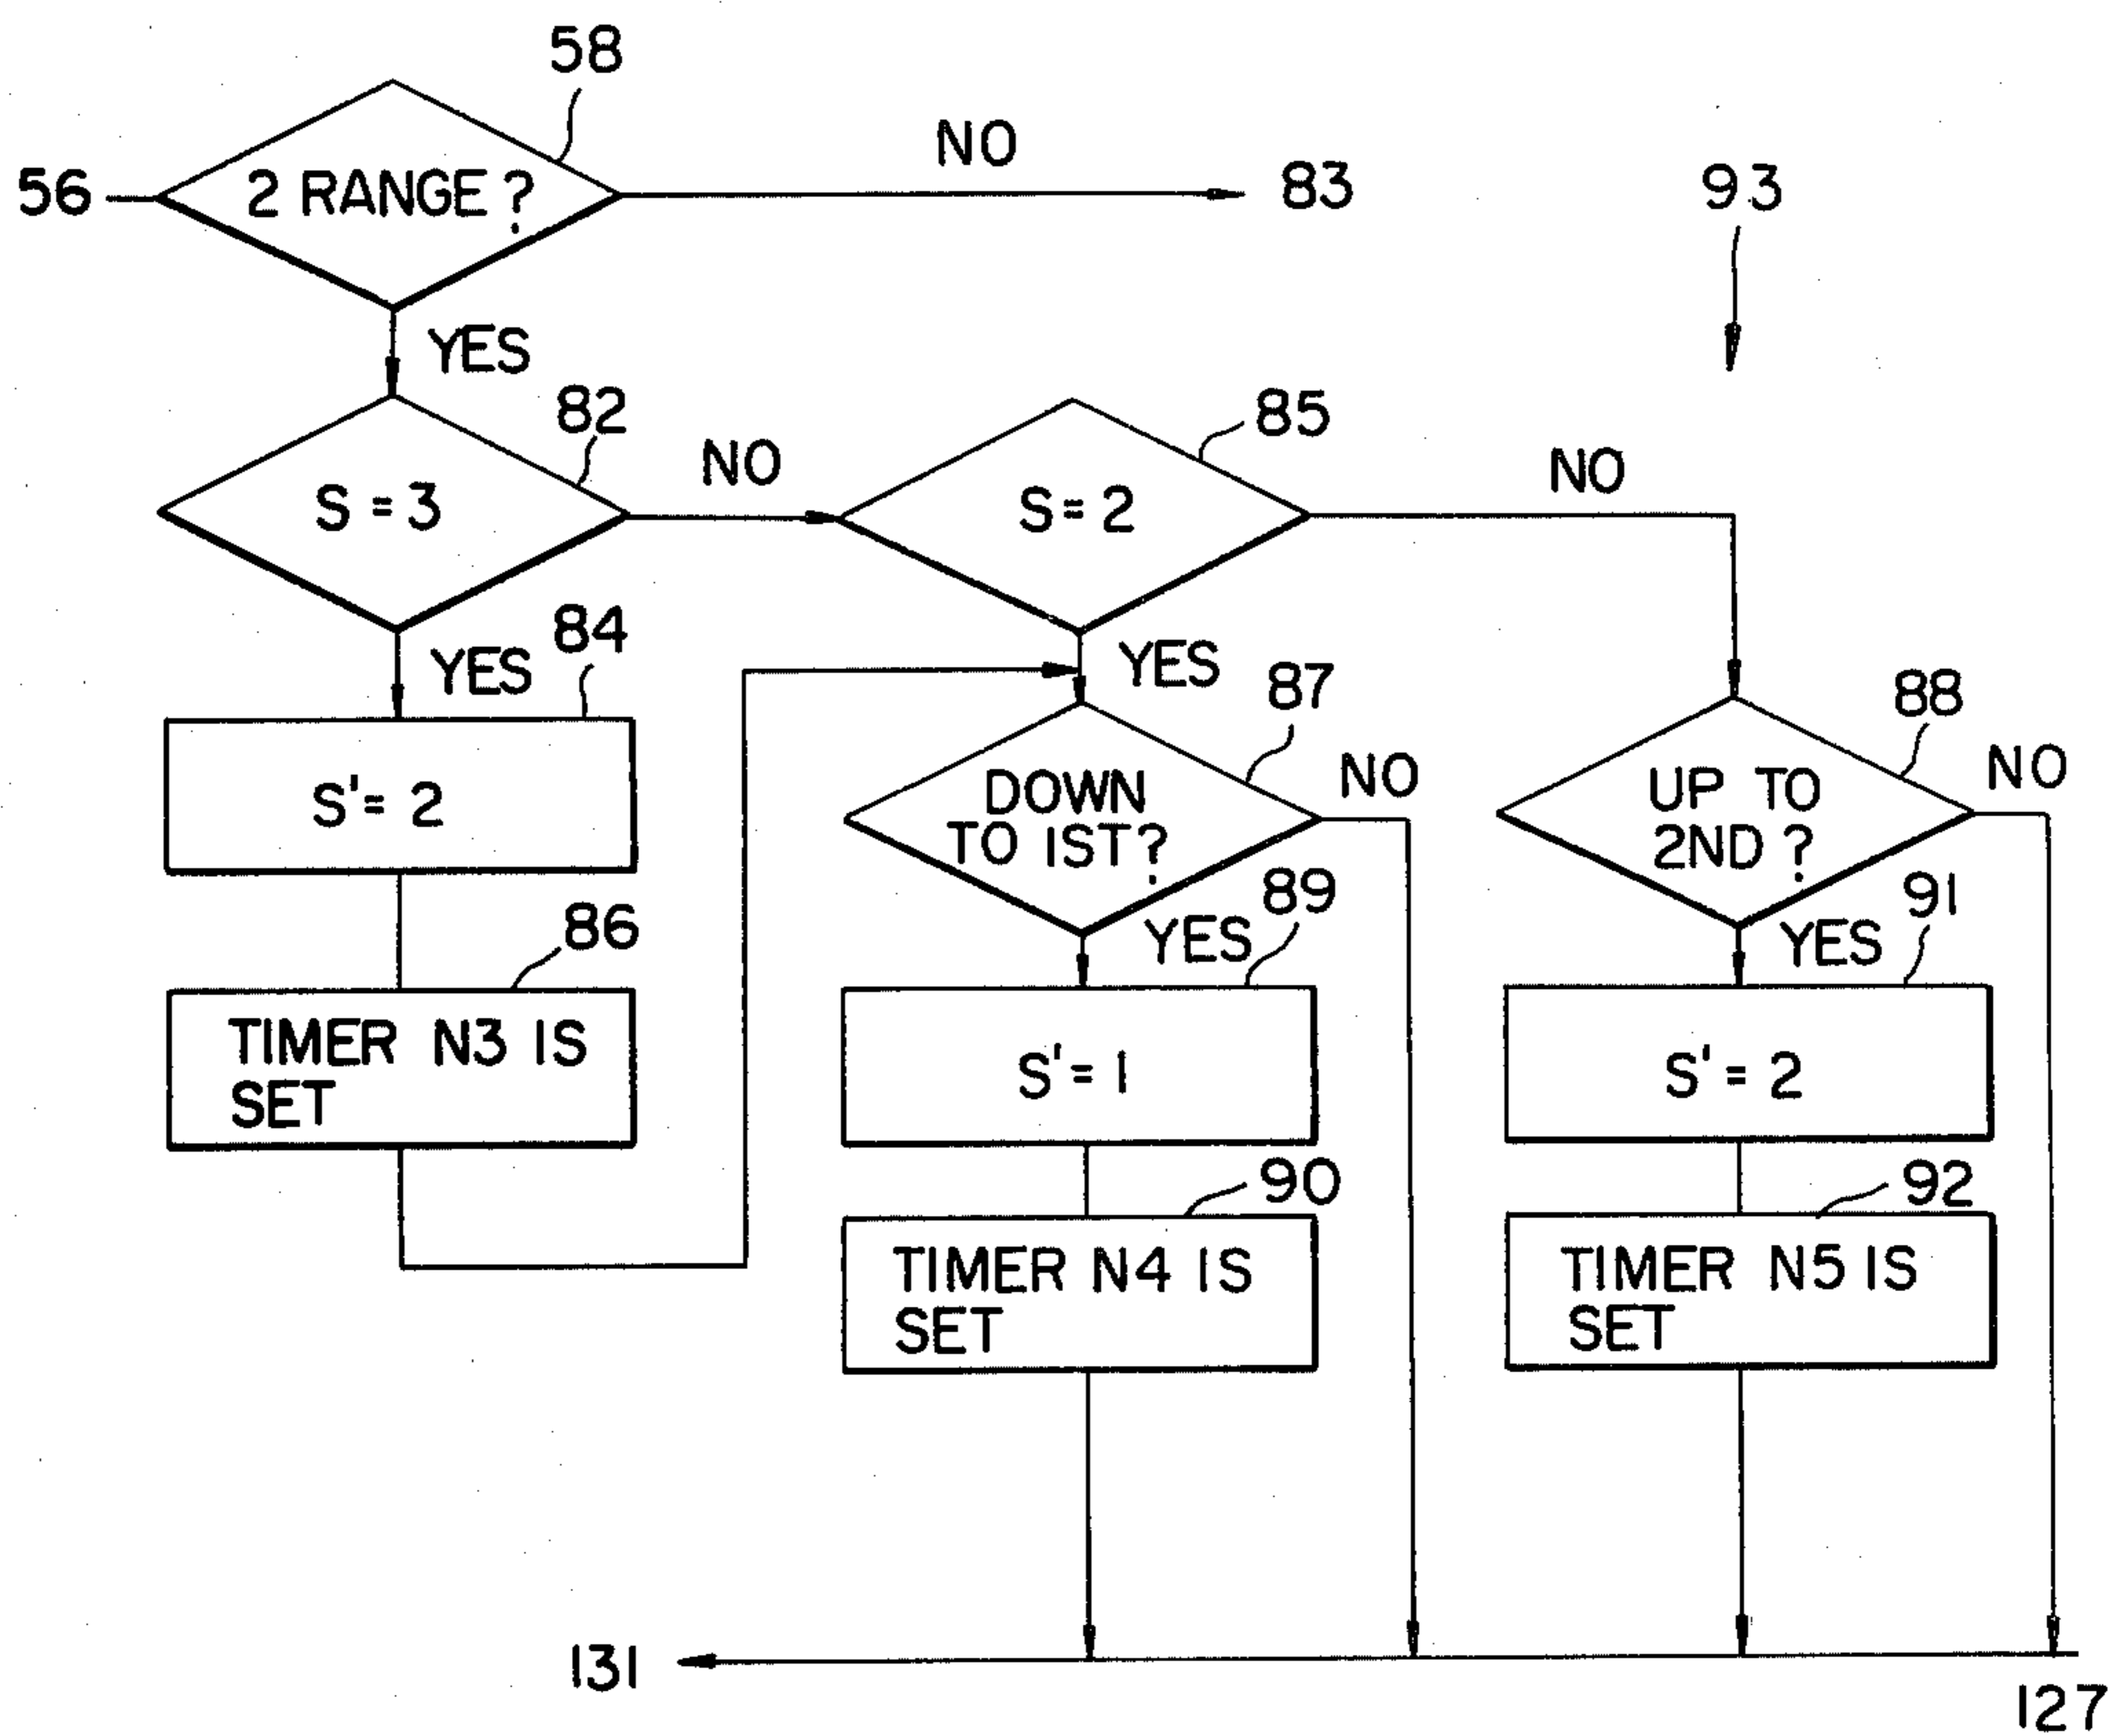 58
NO
56
2 RANGE ?
83
93
YES
82
85
NO
NO
S = 3
S = 2
84
YES
YES
87
88
NO
NO
S' = 2
DOWN
TO 1ST?
UP TO
2ND ?
89
91
86
YES
YES
TIMER N3 IS
SET
S' = 1
S' = 2
90
92
TIMER N4 IS
SET
TIMER N5 IS
SET
131
127